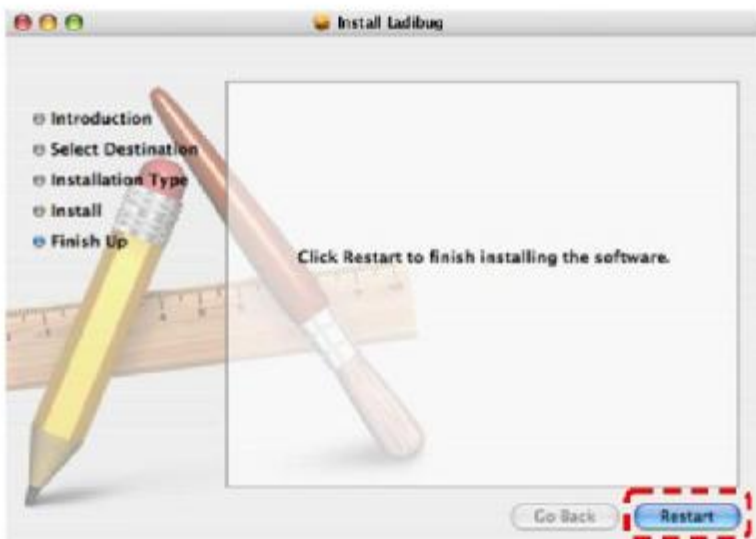 Install Ladibug
Introduction
Select Destination
Installation Type
Install
Finish Up
Click Restart to finish installing the software.
Go Back
Restart